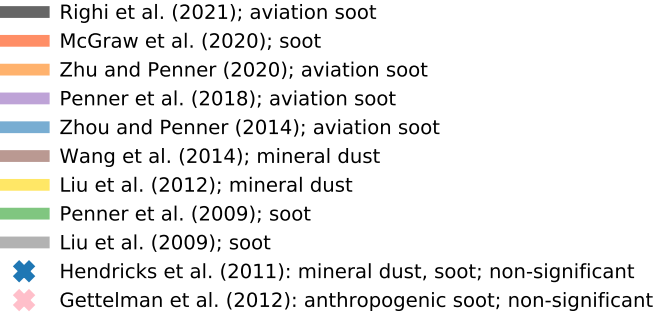 Righi et al. (2021); aviation soot
McGraw et al. (2020); soot
Zhu and Penner (2020); aviation soot
Penner et al. (2018); aviation soot
Zhou and Penner (2014); aviation soot
Wang et al. (2014); mineral dust
Liu et al. (2012); mineral dust
Penner et al. (2009); soot
Liu et al. (2009); soot
Hendricks et al. (2011): mineral dust, soot; non-significant
Gettelman et al. (2012): anthropogenic soot; non-significant